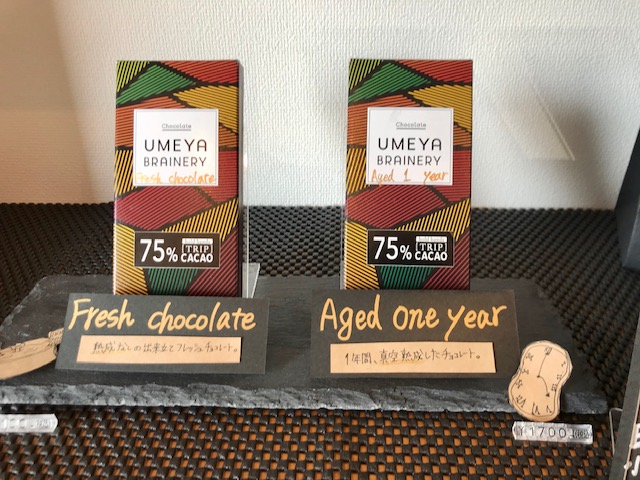 Chocolate
UMEYA
BRAINERY
Fresh chocolate
75%
TRIP
CACAO
Chocolate
UMEYA
BRAINERY
Aged 1 year
75%
TRIP
CACAO
Fresh chocolate
熟成なしの出来立てフレッシュチョコレート。
Aged one year
1年間、真空熟成したチョコレート。
¥1700